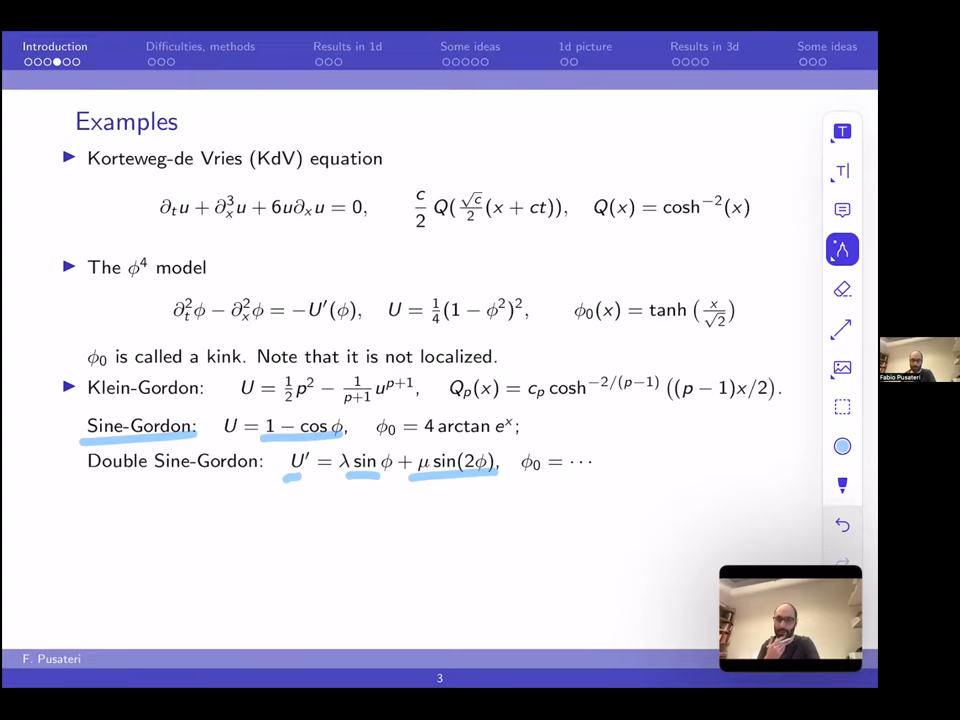 Introduction Difficulties, methods Results in 1d Some ideas 1d picture Results in 3d Some ideas
Examples
Korteweg-de Vries (KdV) equation
∂ₜu + ∂ₓ³u + 6u∂ₓu = 0, c/2 Q(√c/2 (x + ct)), Q(x) = cosh⁻²(x)
The ϕ⁴ model
∂ₜ²ϕ − ∂ₓ²ϕ = −U′(ϕ), U = ¼(1 − ϕ²)², ϕ₀(x) = tanh (x/√2)
ϕ₀ is called a kink. Note that it is not localized.
Klein-Gordon: U = ½p² − 1/(p+1) uᵖ⁺¹, Qₚ(x) = cₚ cosh^−2/(p−1) ((p − 1)x/2).
Sine-Gordon: U = 1 − cos ϕ, ϕ₀ = 4 arctan eˣ;
Double Sine-Gordon: U′ = λ sin ϕ + μ sin(2ϕ), ϕ₀ = ⋯
F. Pusateri
3
T
T
Fabio Pusateri